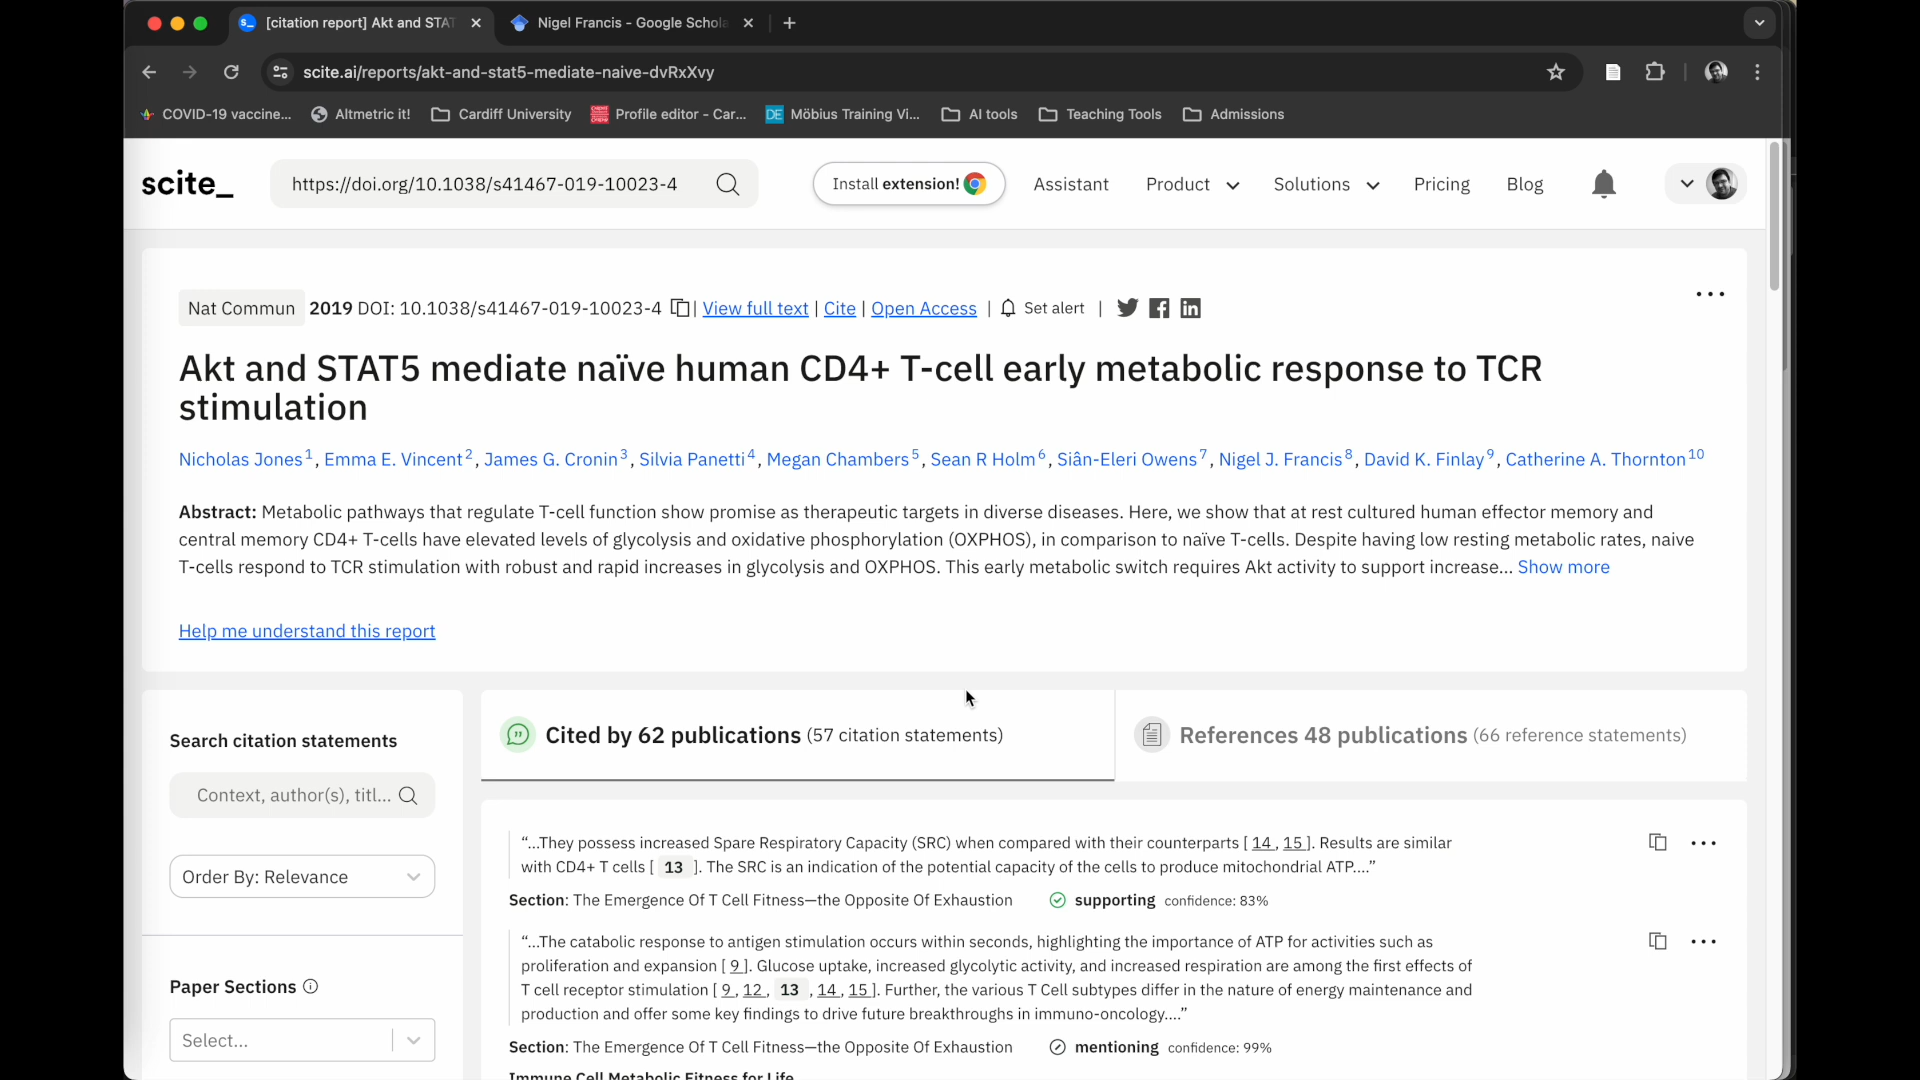 [citation report] Akt and STAT
Nigel Francis - Google Schola
scite.ai/reports/akt-and-stat5-mediate-naive-dvRxXvy
COVID-19 vaccine...
Altmetric it!
Cardiff University
Profile editor - Car...
DE
Möbius Training Vi...
AI tools
Teaching Tools
Admissions
scite_
https://doi.org/10.1038/s41467-019-10023-4
Install extension!
Assistant
Product
Solutions
Pricing
Blog
Nat Commun 2019 DOI: 10.1038/s41467-019-10023-4 | View full text | Cite | Open Access | Set alert |
Akt and STAT5 mediate naïve human CD4+ T-cell early metabolic response to TCR
stimulation
Nicholas Jones1, Emma E. Vincent2, James G. Cronin3, Silvia Panetti4, Megan Chambers5, Sean R Holm6, Siân-Eleri Owens7, Nigel J. Francis8, David K. Finlay9, Catherine A. Thornton10
Abstract: Metabolic pathways that regulate T-cell function show promise as therapeutic targets in diverse diseases. Here, we show that at rest cultured human effector memory and
central memory CD4+ T-cells have elevated levels of glycolysis and oxidative phosphorylation (OXPHOS), in comparison to naïve T-cells. Despite having low resting metabolic rates, naive
T-cells respond to TCR stimulation with robust and rapid increases in glycolysis and OXPHOS. This early metabolic switch requires Akt activity to support increase... Show more
Help me understand this report
Search citation statements
Context, author(s), titl...
Order By: Relevance
Paper Sections
Select...
Cited by 62 publications (57 citation statements)
References 48 publications (66 reference statements)
“...They possess increased Spare Respiratory Capacity (SRC) when compared with their counterparts [ 14 , 15 ]. Results are similar
with CD4+ T cells [ 13 ]. The SRC is an indication of the potential capacity of the cells to produce mitochondrial ATP....”
Section: The Emergence Of T Cell Fitness—the Opposite Of Exhaustion
supporting confidence: 83%
“...The catabolic response to antigen stimulation occurs within seconds, highlighting the importance of ATP for activities such as
proliferation and expansion [ 9 ]. Glucose uptake, increased glycolytic activity, and increased respiration are among the first effects of
T cell receptor stimulation [ 9 , 12 , 13 , 14 , 15 ]. Further, the various T Cell subtypes differ in the nature of energy maintenance and
production and offer some key findings to drive future breakthroughs in immuno-oncology....”
Section: The Emergence Of T Cell Fitness—the Opposite Of Exhaustion
mentioning confidence: 99%
Immune Cell Metabolic Fitness for Life